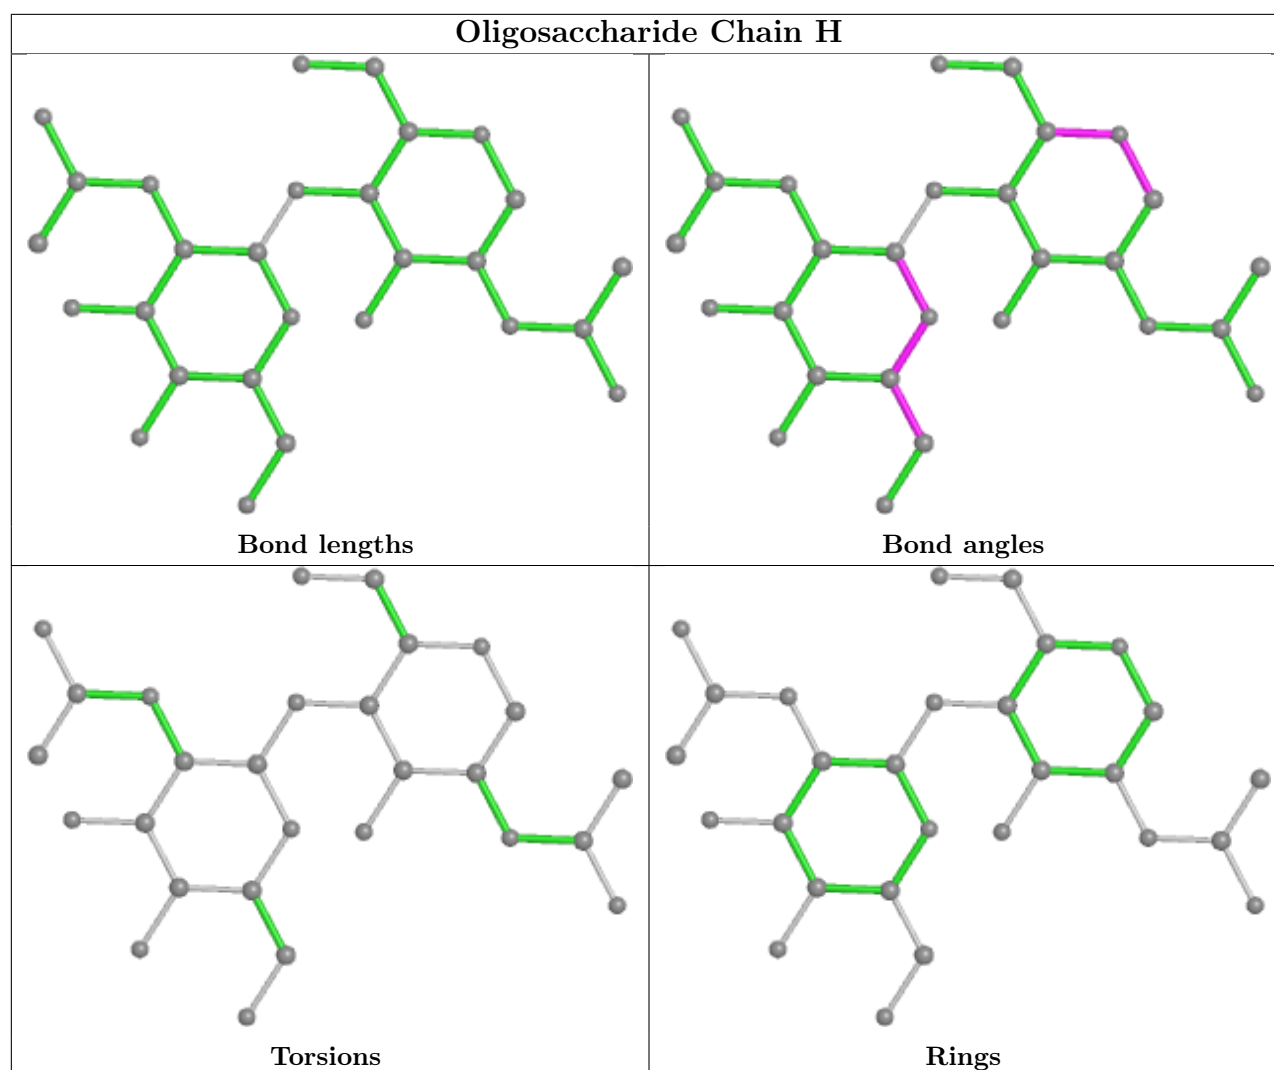 Oligosaccharide Chain H
Bond lengths
Bond angles
Torsions
Rings